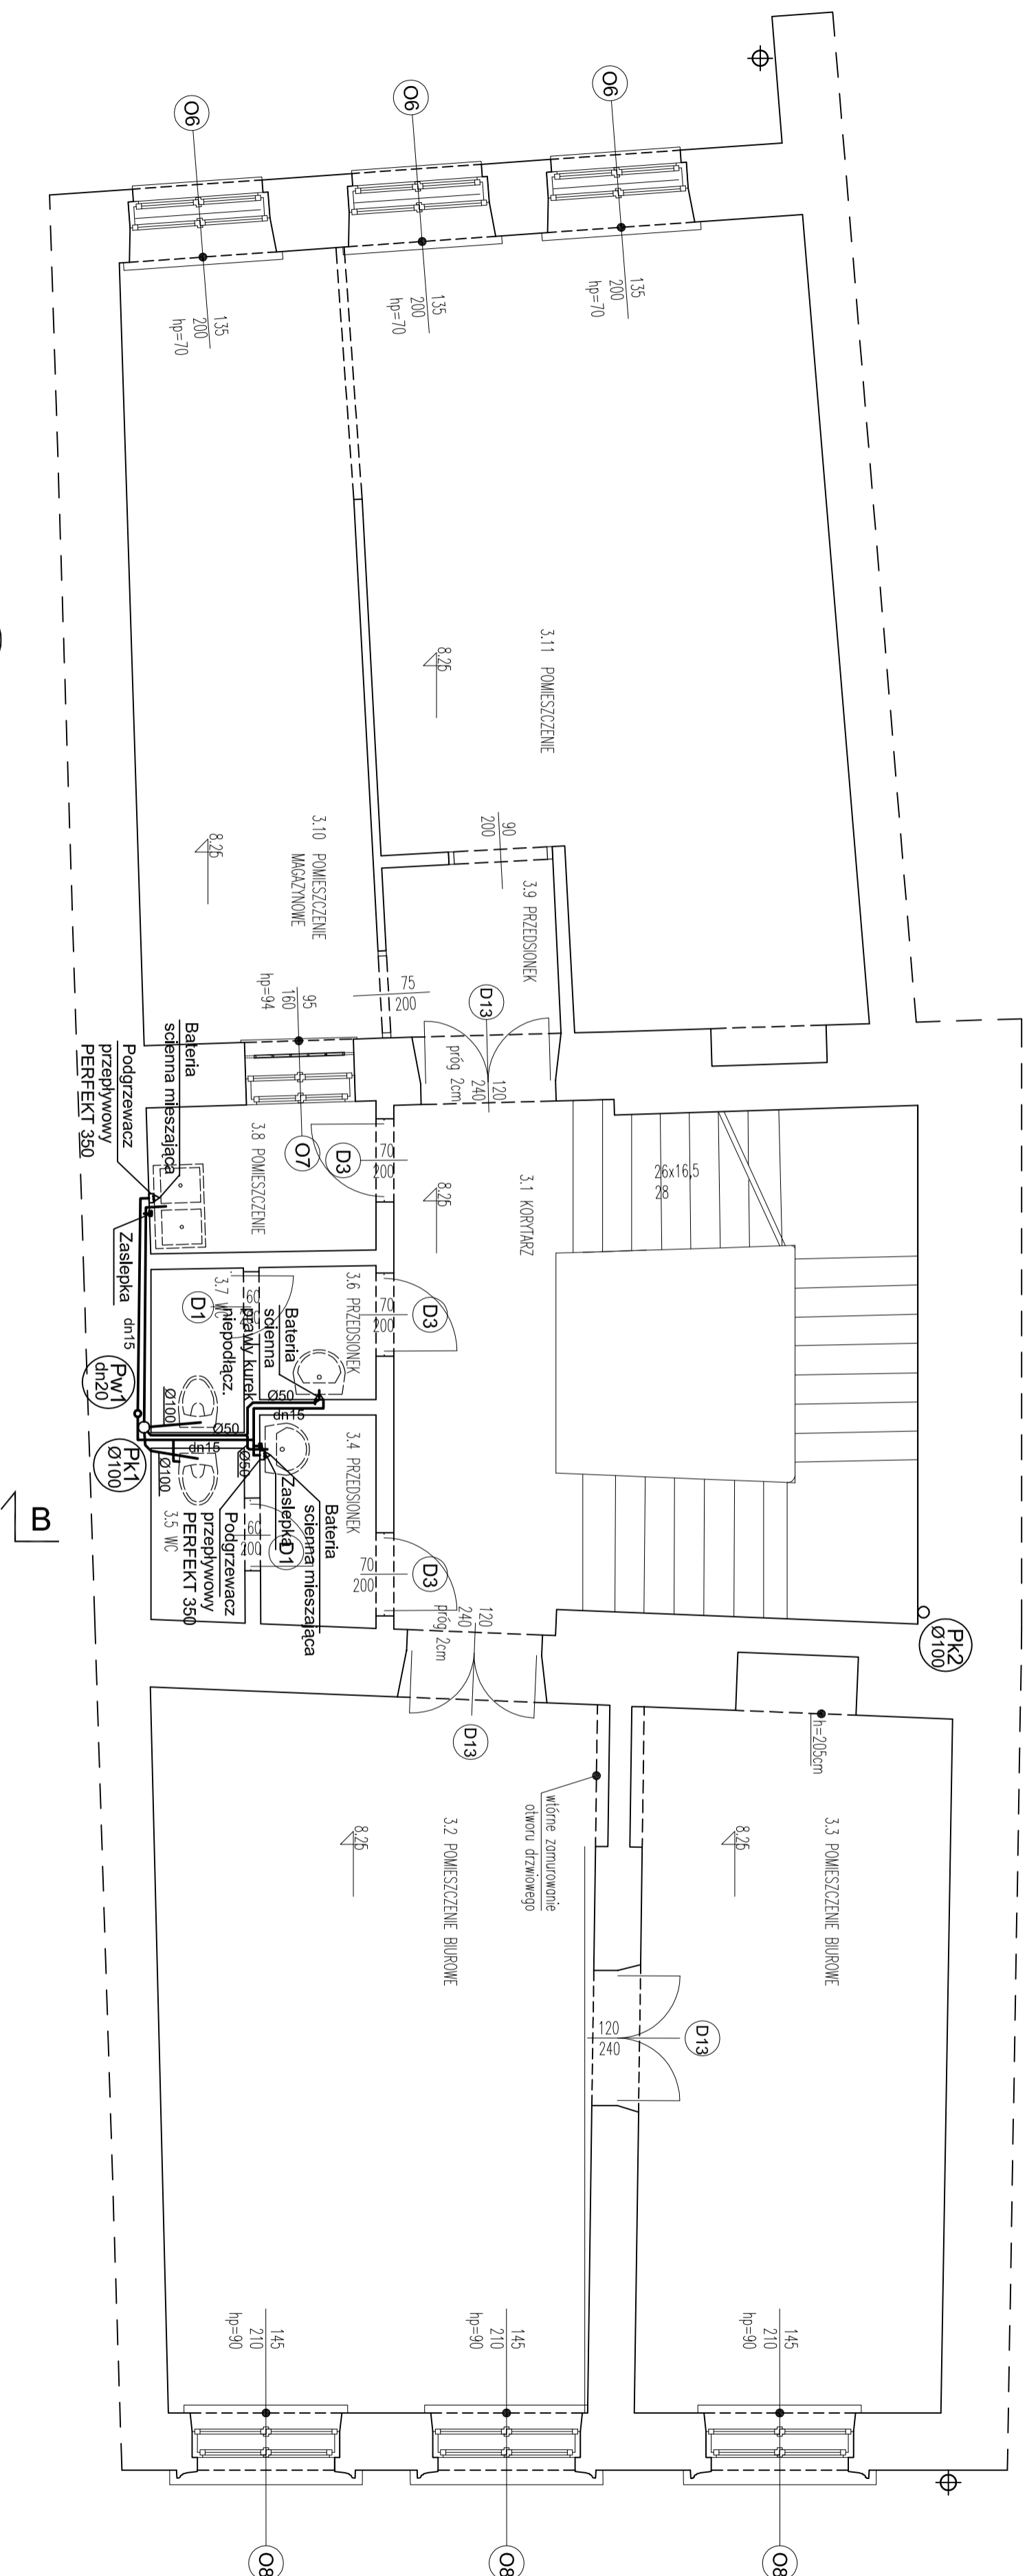 O6
O6
O6
135
200
hp=70
135
200
hp=70
135
200
hp=70
3.11 POMIESZCZENIE
8.25
3.10 POMIESZCZENIE
MAGAZYNOWE
8.25
90
200
3.9 PRZEDSIONEK
75
200
D13
120
240
próg 2cm
95
160
hp=94
O7
Bateria
scienna mieszająca
Podgrzewacz
przepływowy
PERFEKT 350
Zaslepka
dn15
3.8 POMIESZCZENIE
D3
70
200
3.1 KORYTARZ
8.25
26x16,5
28
3.6 PRZEDSIONEK
D3
70
200
3.7 WC
D1
60
Bateria
scienna
prawy kurek
niepodłącz.
Ø50
dn15
Pw1
dn20
Ø100
Ø50
dn15
Pk1
Ø100
Ø100
Ø50
3.4 PRZEDSIONEK
Bateria
scienna mieszająca
Zaslepka
D1
60
200
Podgrzewacz
przepływowy
PERFEKT 350
3.5 WC
D3
70
200
120
240
próg 2cm
D13
Pk2
Ø100
B
h=205cm
wtórne zamurowanie
otworu drzwiowego
3.2 POMIESZCZENIE BIUROWE
8.25
3.3 POMIESZCZENIE BIUROWE
8.25
D13
120
240
145
210
hp=90
145
210
hp=90
145
210
hp=90
O8
O8
O8